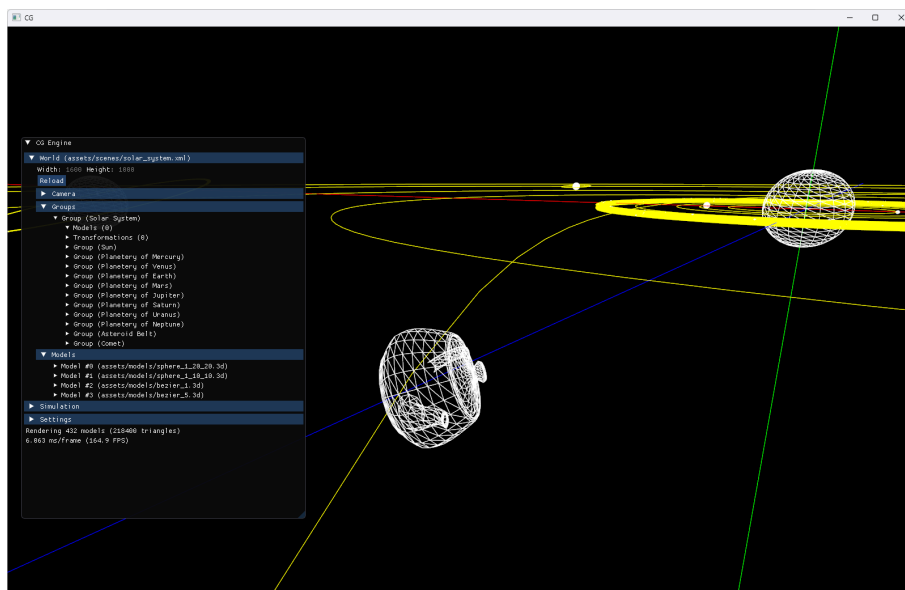 CG
CG Engine
World (assets/scenes/solar_system.xml)
Width: 1600 Height: 1080
Reload
Camera
Groups
Group (Solar System)
Models (0)
Transformations (0)
Group (Sun)
Group (Planetery of Mercury)
Group (Planetery of Venus)
Group (Planetery of Earth)
Group (Planetery of Mars)
Group (Planetery of Jupiter)
Group (Planetery of Saturn)
Group (Planetery of Uranus)
Group (Planetery of Neptune)
Group (Asteroid Belt)
Group (Comet)
Models
Model #0 (assets/models/sphere_1_20_20.3d)
Model #1 (assets/models/sphere_1_10_10.3d)
Model #2 (assets/models/bezier_1.3d)
Model #3 (assets/models/bezier_5.3d)
Simulation
Settings
Rendering 432 models (218400 triangles)
6.063 ms/frame (164.9 FPS)